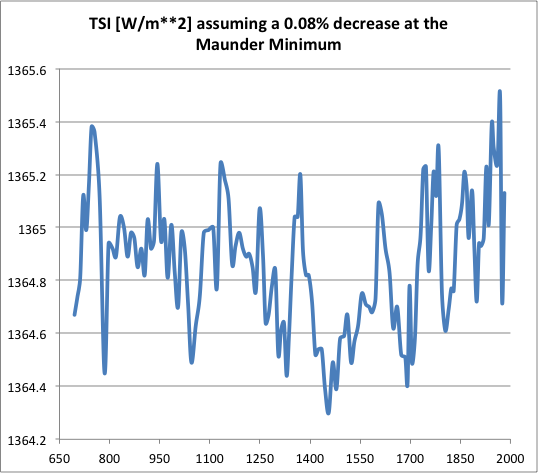 TSI [W/m**2] assuming a 0.08% decrease at the
Maunder Minimum
1365.6
1365.4
1365.2
1365
1364.8
1364.6
1364.4
1364.2
650 800 950 1100 1250 1400 1550 1700 1850 2000